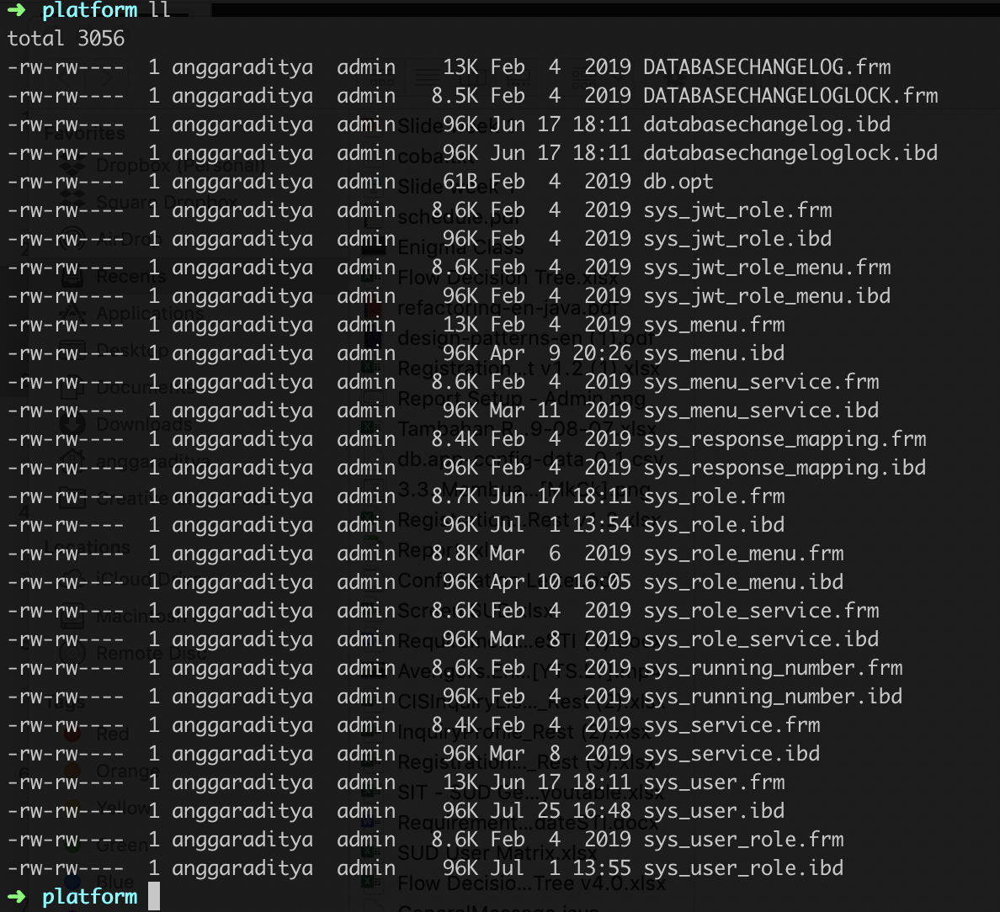 ➜ platform ll
total 3056
-rw-rw---- 1 anggaraditya admin 13K Feb 4 2019 DATABASECHANGELOG.frm
-rw-rw---- 1 anggaraditya admin 8.5K Feb 4 2019 DATABASECHANGELOGLOCK.frm
-rw-rw---- 1 anggaraditya admin 96K Jun 17 18:11 databasechangelog.ibd
-rw-rw---- 1 anggaraditya admin 96K Jun 17 18:11 databasechangeloglock.ibd
-rw-rw---- 1 anggaraditya admin 61B Feb 4 2019 db.opt
-rw-rw---- 1 anggaraditya admin 8.6K Feb 4 2019 sys_jwt_role.frm
-rw-rw---- 1 anggaraditya admin 96K Feb 4 2019 sys_jwt_role.ibd
-rw-rw---- 1 anggaraditya admin 8.6K Feb 4 2019 sys_jwt_role_menu.frm
-rw-rw---- 1 anggaraditya admin 96K Feb 4 2019 sys_jwt_role_menu.ibd
-rw-rw---- 1 anggaraditya admin 13K Feb 4 2019 sys_menu.frm
-rw-rw---- 1 anggaraditya admin 96K Apr 9 20:26 sys_menu.ibd
-rw-rw---- 1 anggaraditya admin 8.6K Feb 4 2019 sys_menu_service.frm
-rw-rw---- 1 anggaraditya admin 96K Mar 11 2019 sys_menu_service.ibd
-rw-rw---- 1 anggaraditya admin 8.4K Feb 4 2019 sys_response_mapping.frm
-rw-rw---- 1 anggaraditya admin 96K Feb 4 2019 sys_response_mapping.ibd
-rw-rw---- 1 anggaraditya admin 8.7K Jun 17 18:11 sys_role.frm
-rw-rw---- 1 anggaraditya admin 96K Jul 1 13:54 sys_role.ibd
-rw-rw---- 1 anggaraditya admin 8.8K Mar 6 2019 sys_role_menu.frm
-rw-rw---- 1 anggaraditya admin 96K Apr 10 16:05 sys_role_menu.ibd
-rw-rw---- 1 anggaraditya admin 8.6K Feb 4 2019 sys_role_service.frm
-rw-rw---- 1 anggaraditya admin 96K Mar 8 2019 sys_role_service.ibd
-rw-rw---- 1 anggaraditya admin 8.6K Feb 4 2019 sys_running_number.frm
-rw-rw---- 1 anggaraditya admin 96K Feb 4 2019 sys_running_number.ibd
-rw-rw---- 1 anggaraditya admin 8.4K Feb 4 2019 sys_service.frm
-rw-rw---- 1 anggaraditya admin 96K Mar 8 2019 sys_service.ibd
-rw-rw---- 1 anggaraditya admin 13K Jun 17 18:11 sys_user.frm
-rw-rw---- 1 anggaraditya admin 96K Jul 25 16:48 sys_user.ibd
-rw-rw---- 1 anggaraditya admin 8.6K Feb 4 2019 sys_user_role.frm
-rw-rw---- 1 anggaraditya admin 96K Jul 1 13:55 sys_user_role.ibd
➜ platform